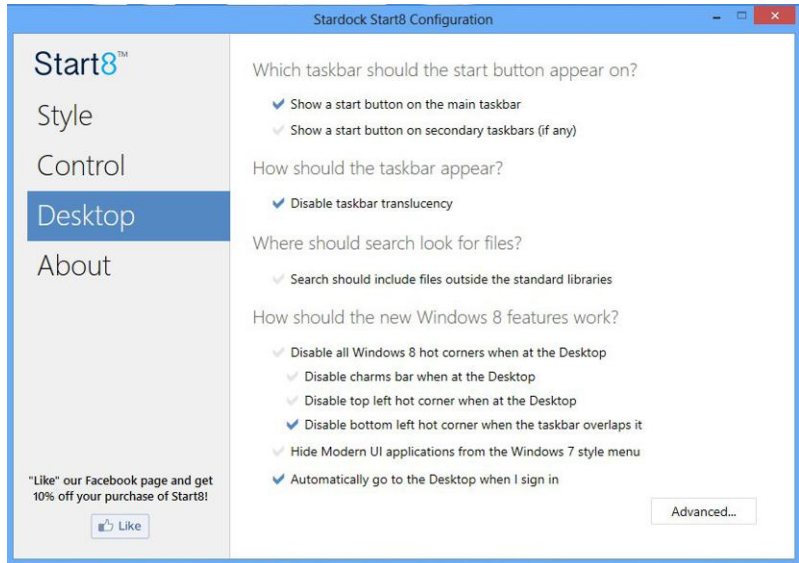 Stardock Start8 Configuration
Start8™
Style
Control
Desktop
About
"Like" our Facebook page and get
10% off your purchase of Start8!
Like
Which taskbar should the start button appear on?
Show a start button on the main taskbar
Show a start button on secondary taskbars (if any)
How should the taskbar appear?
Disable taskbar translucency
Where should search look for files?
Search should include files outside the standard libraries
How should the new Windows 8 features work?
Disable all Windows 8 hot corners when at the Desktop
Disable charms bar when at the Desktop
Disable top left hot corner when at the Desktop
Disable bottom left hot corner when the taskbar overlaps it
Hide Modern UI applications from the Windows 7 style menu
Automatically go to the Desktop when I sign in
Advanced...